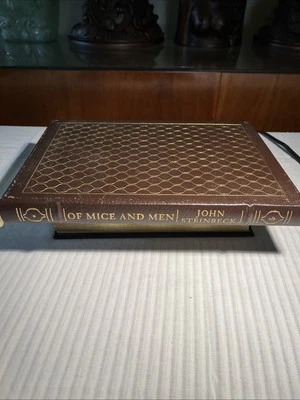 OF MICE AND MEN
JOHN
STEINBECK